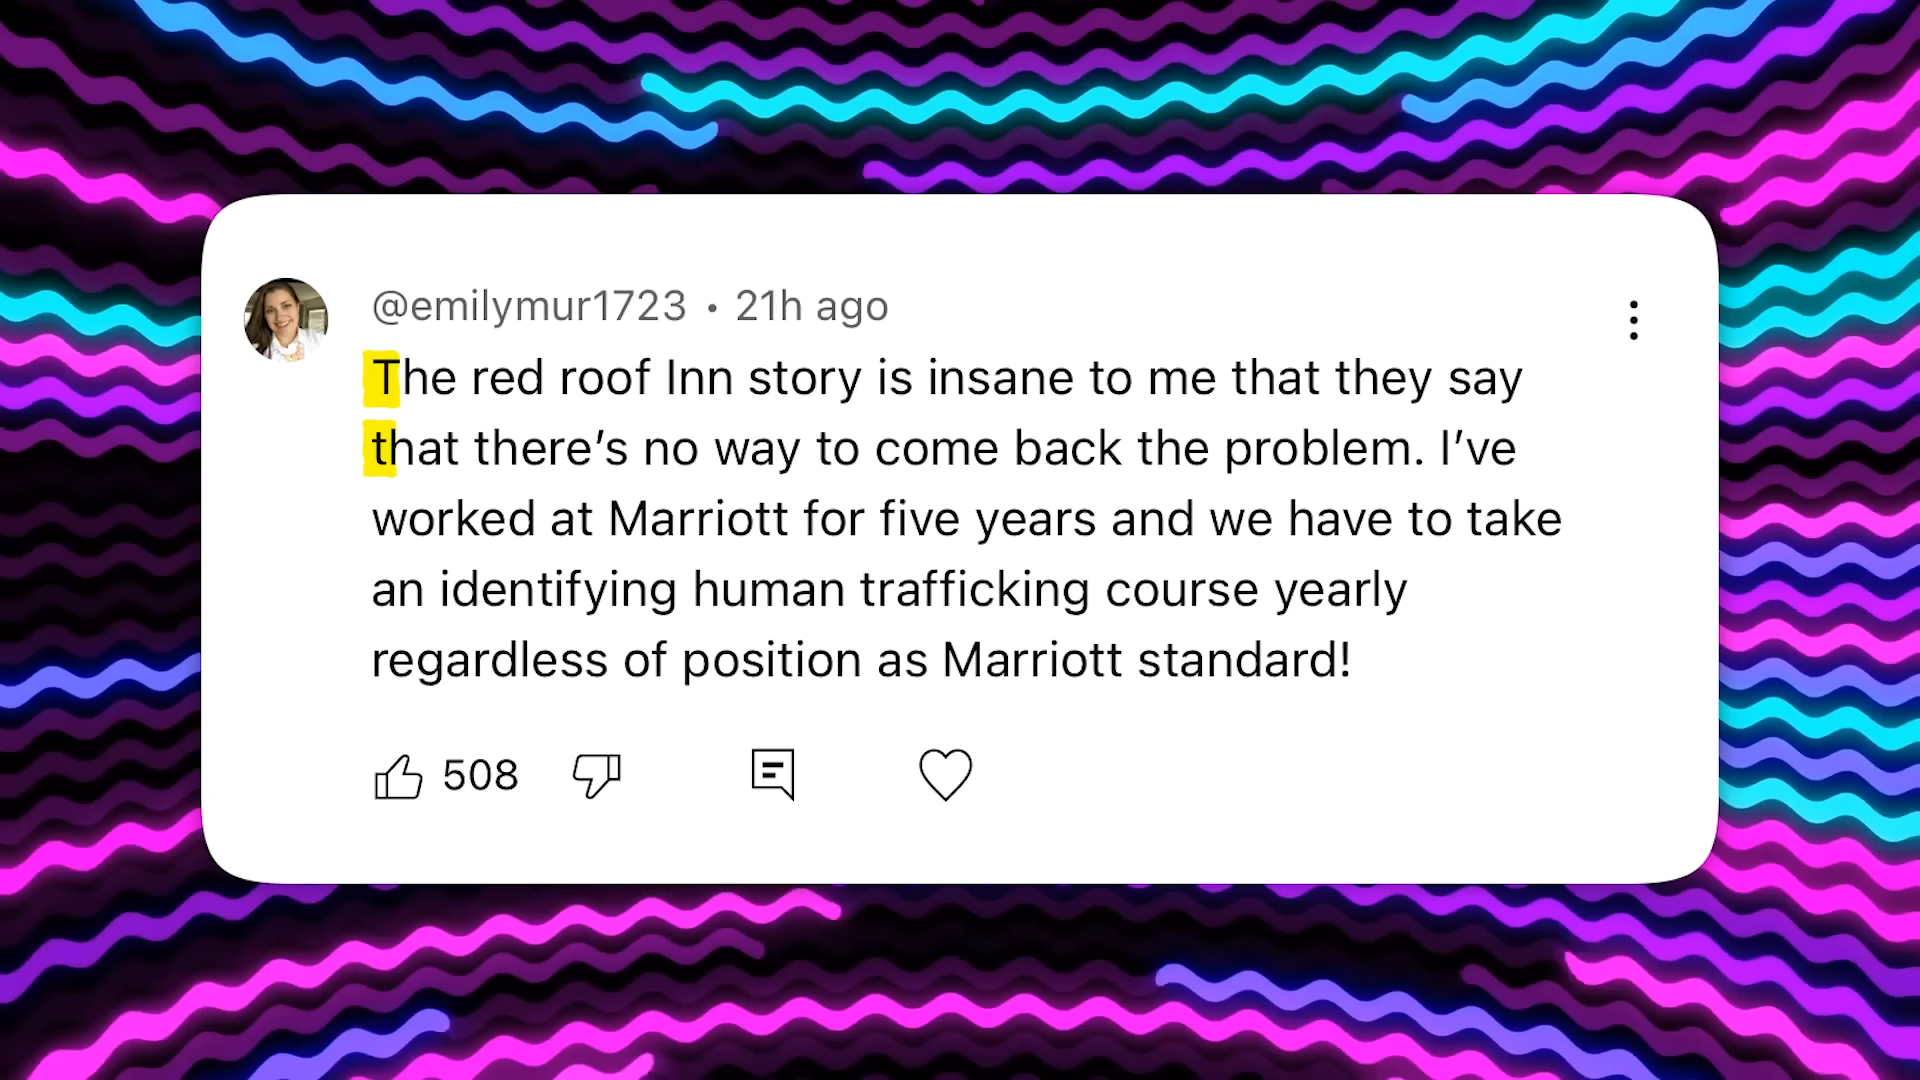 @emilymur1723 • 21h ago
The red roof Inn story is insane to me that they say
that there’s no way to come back the problem. I’ve
worked at Marriott for five years and we have to take
an identifying human trafficking course yearly
regardless of position as Marriott standard!
508